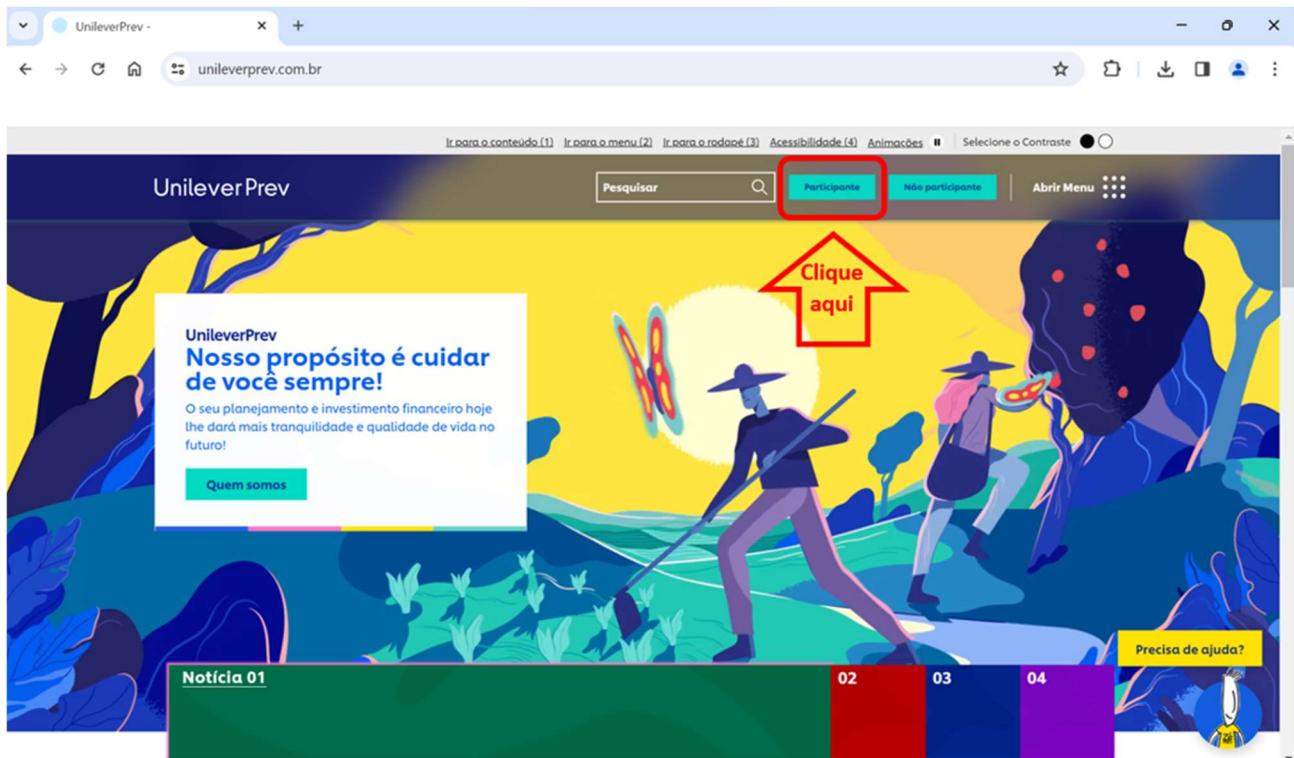 UnileverPrev -
unileverprev.com.br
Ir para o conteúdo (1) Ir para o menu (2) Ir para o rodapé (3) Acessibilidade (4) Animações Selecione o Contraste
Unilever Prev Pesquisar Participante Não participante Abrir Menu
Clique
aqui
UnileverPrev
Nosso propósito é cuidar
de você sempre!
O seu planejamento e investimento financeiro hoje
lhe dará mais tranquilidade e qualidade de vida no
futuro!
Quem somos
Precisa de ajuda?
Notícia 01 02 03 04